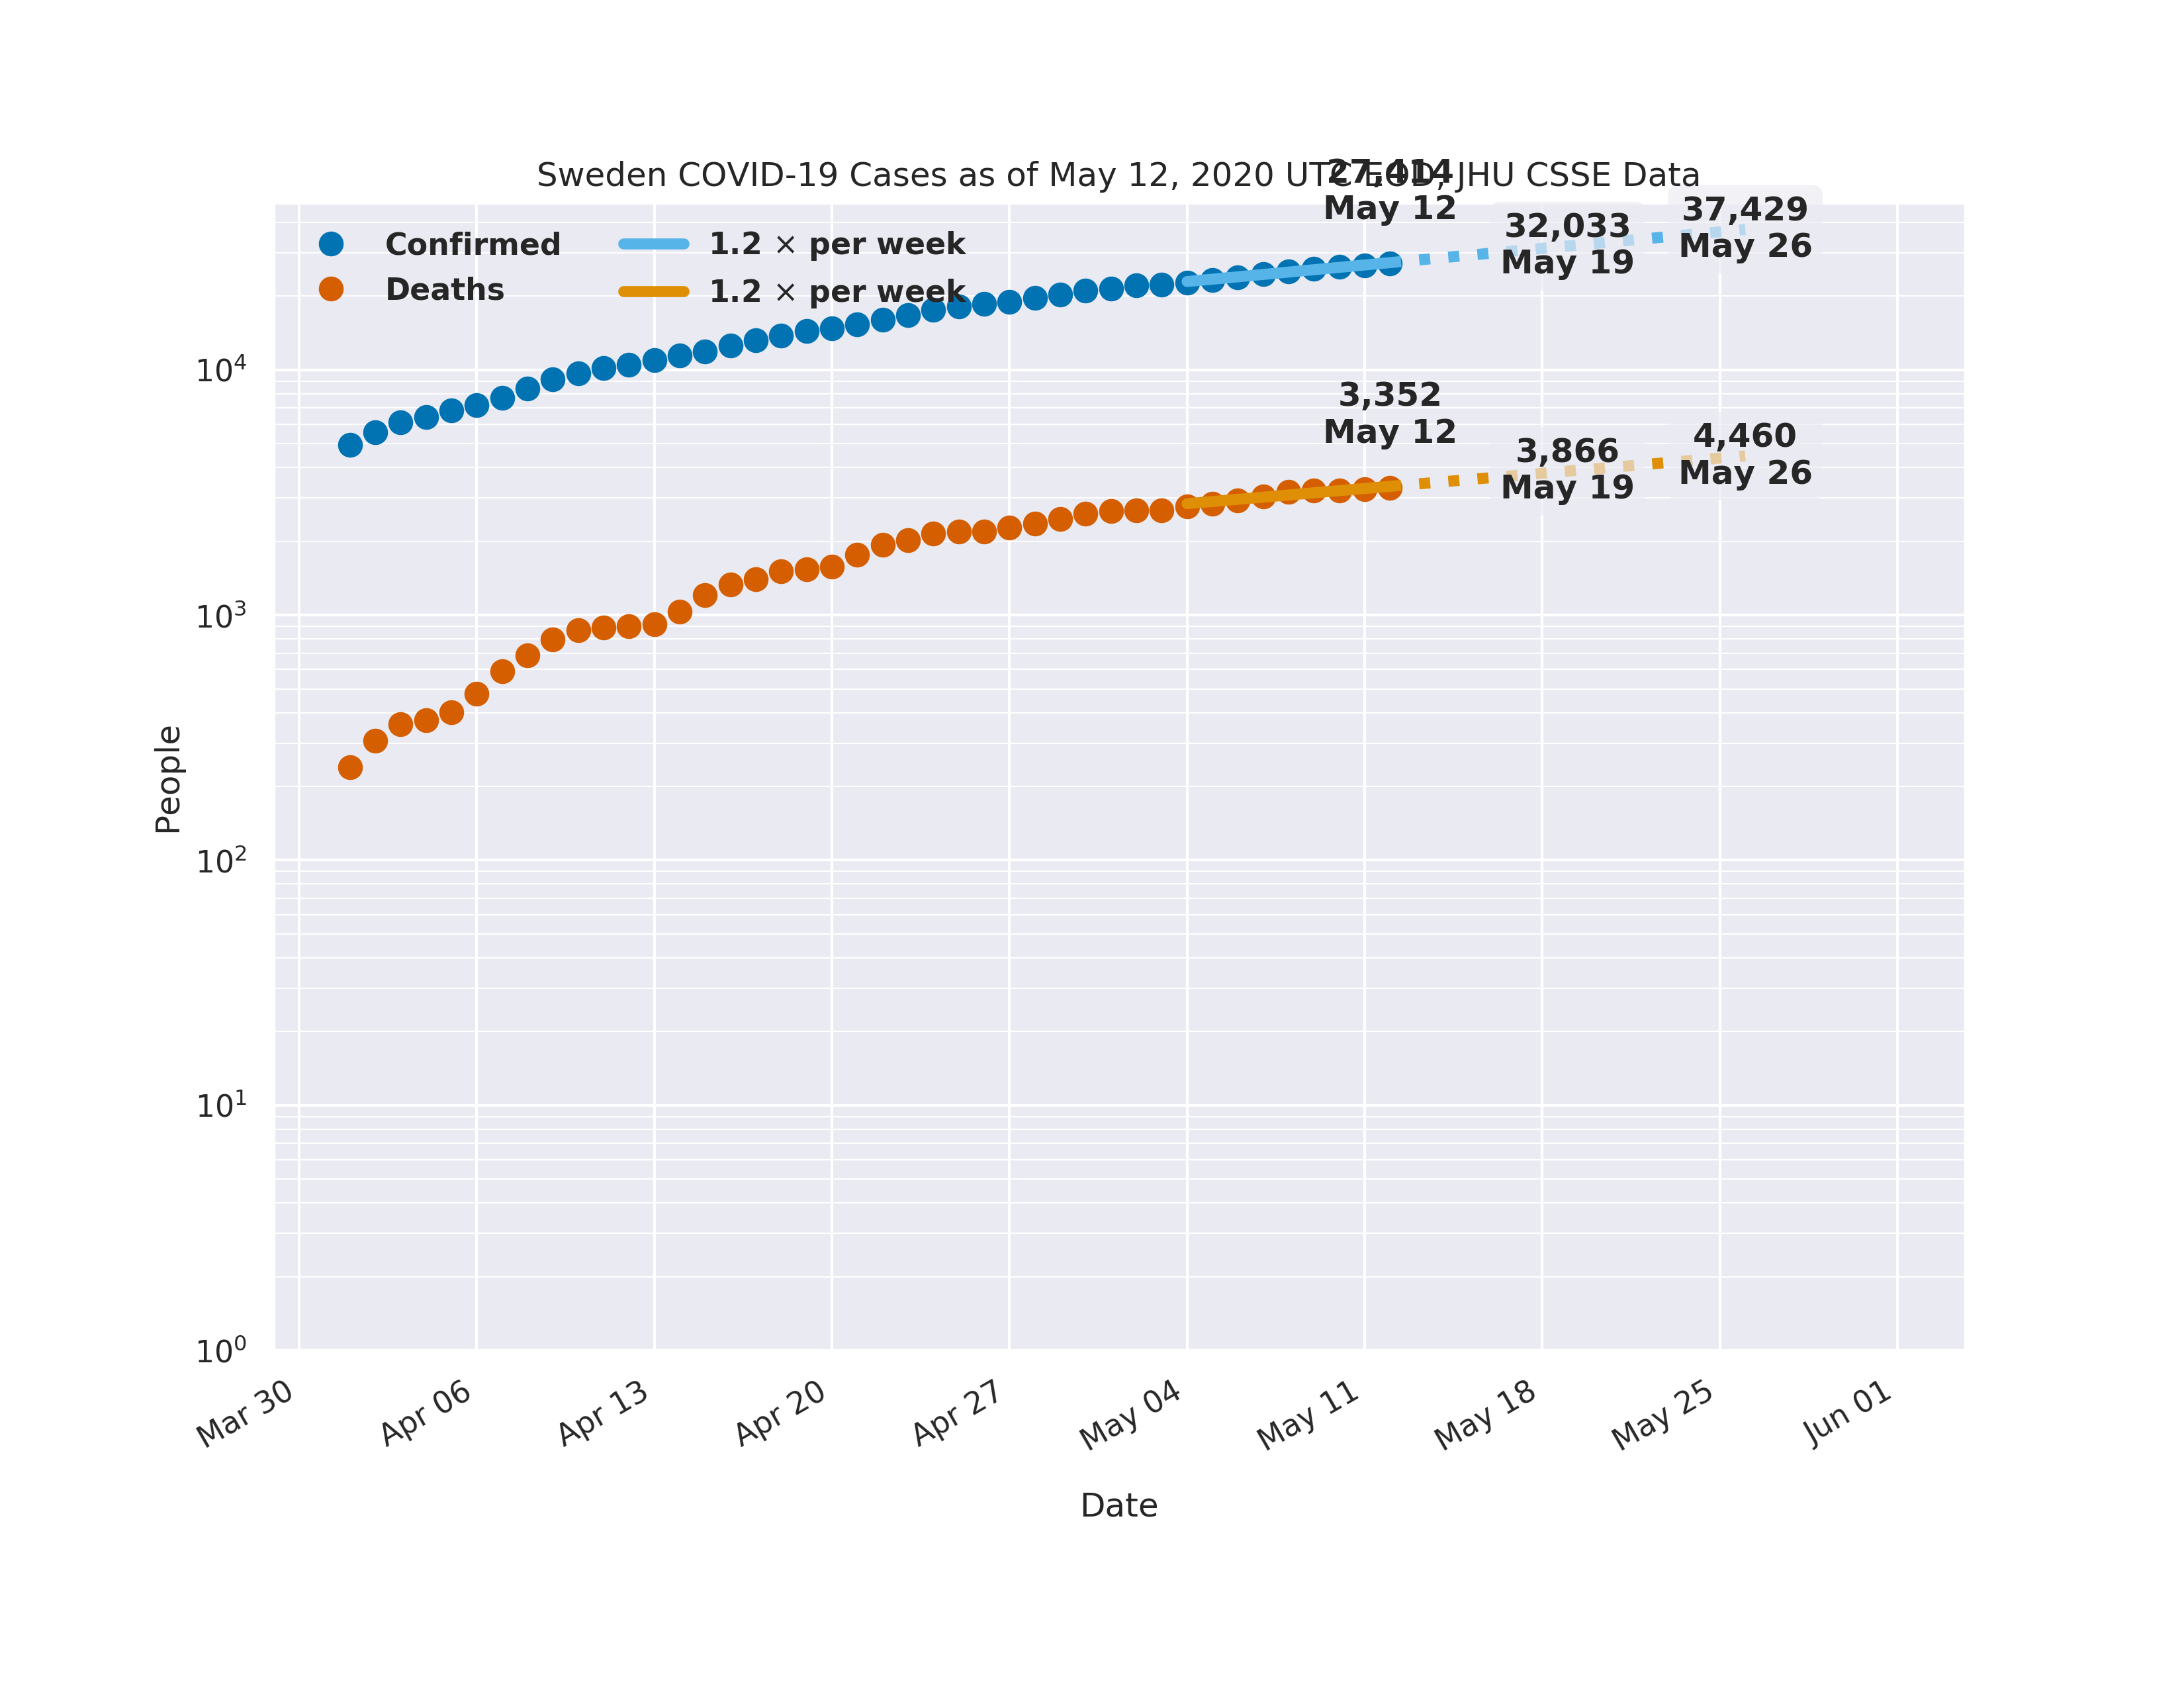 Sweden COVID-19 Cases as of May 12, 2020 UTC EOD, JHU CSSE Data
27,414
May 12
32,033
May 19
37,429
May 26
Confirmed
Deaths
1.2 × per week
1.2 × per week
3,352
May 12
3,866
May 19
4,460
May 26
10⁴
10³
10²
10¹
10⁰
People
Mar 30
Apr 06
Apr 13
Apr 20
Apr 27
May 04
May 11
May 18
May 25
Jun 01
Date